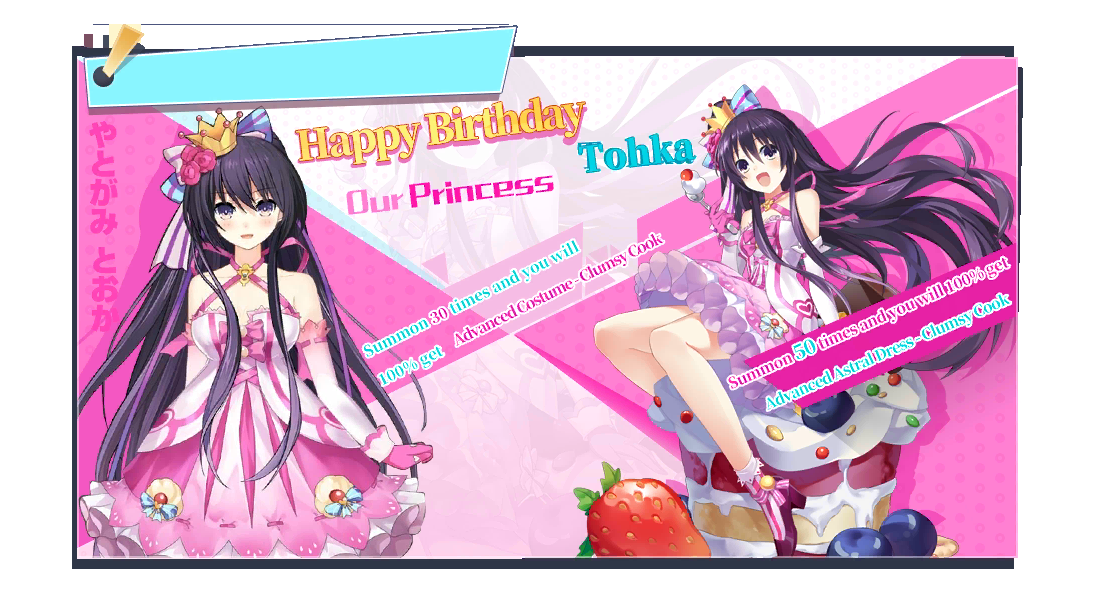 Happy Birthday
Tohka
Our Princess
やとがみ とおか
Summon 30 times and you will
100% get Advanced Costume - Clumsy Cook
Summon 50 times and you will 100% get
Advanced Astral Dress - Clumsy Cook